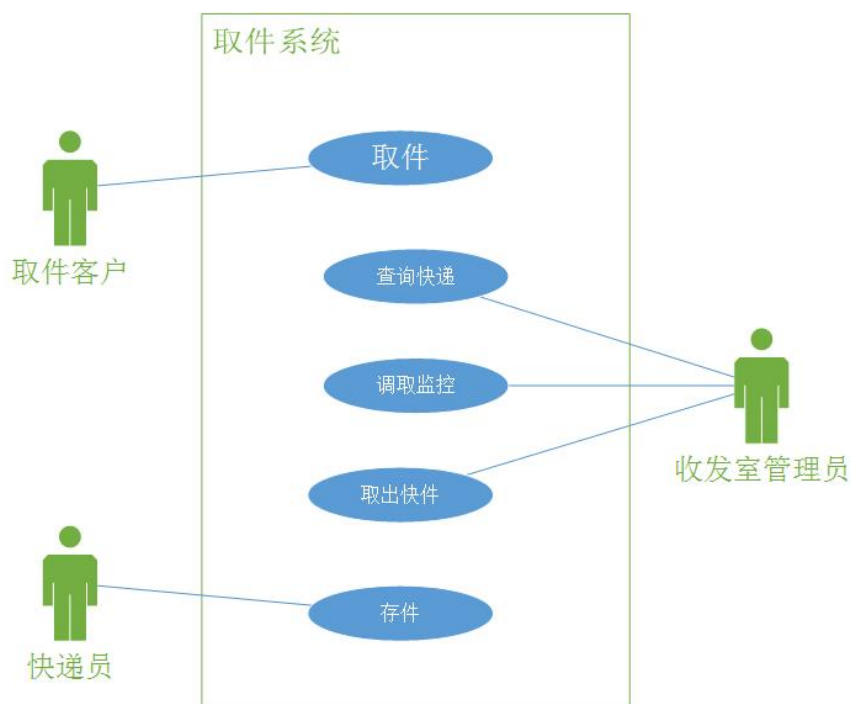 取件系统
取件
取件客户
查询快递
调取监控
收发室管理员
取出快件
存件
快递员